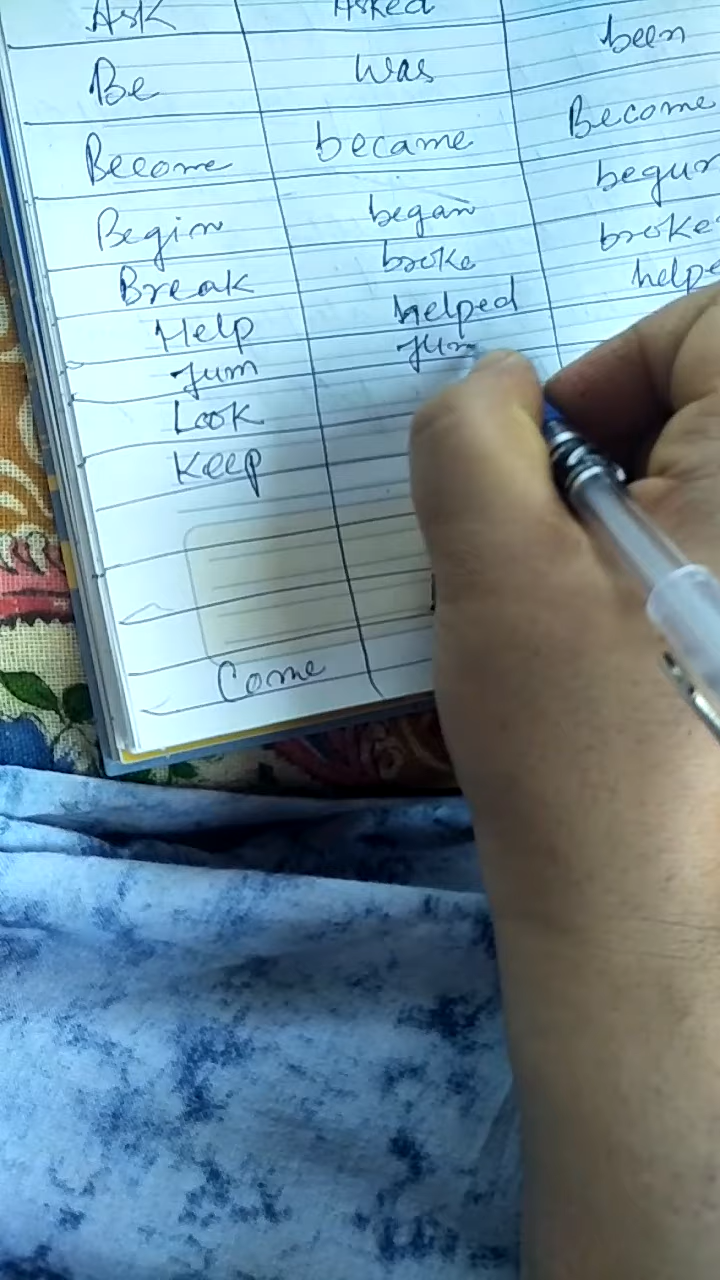 Ask Asked
Be was been
Become became Become
Begin began begun
Break broke broke
Help helped helpe
Jum Jum
Look
Keep
Come